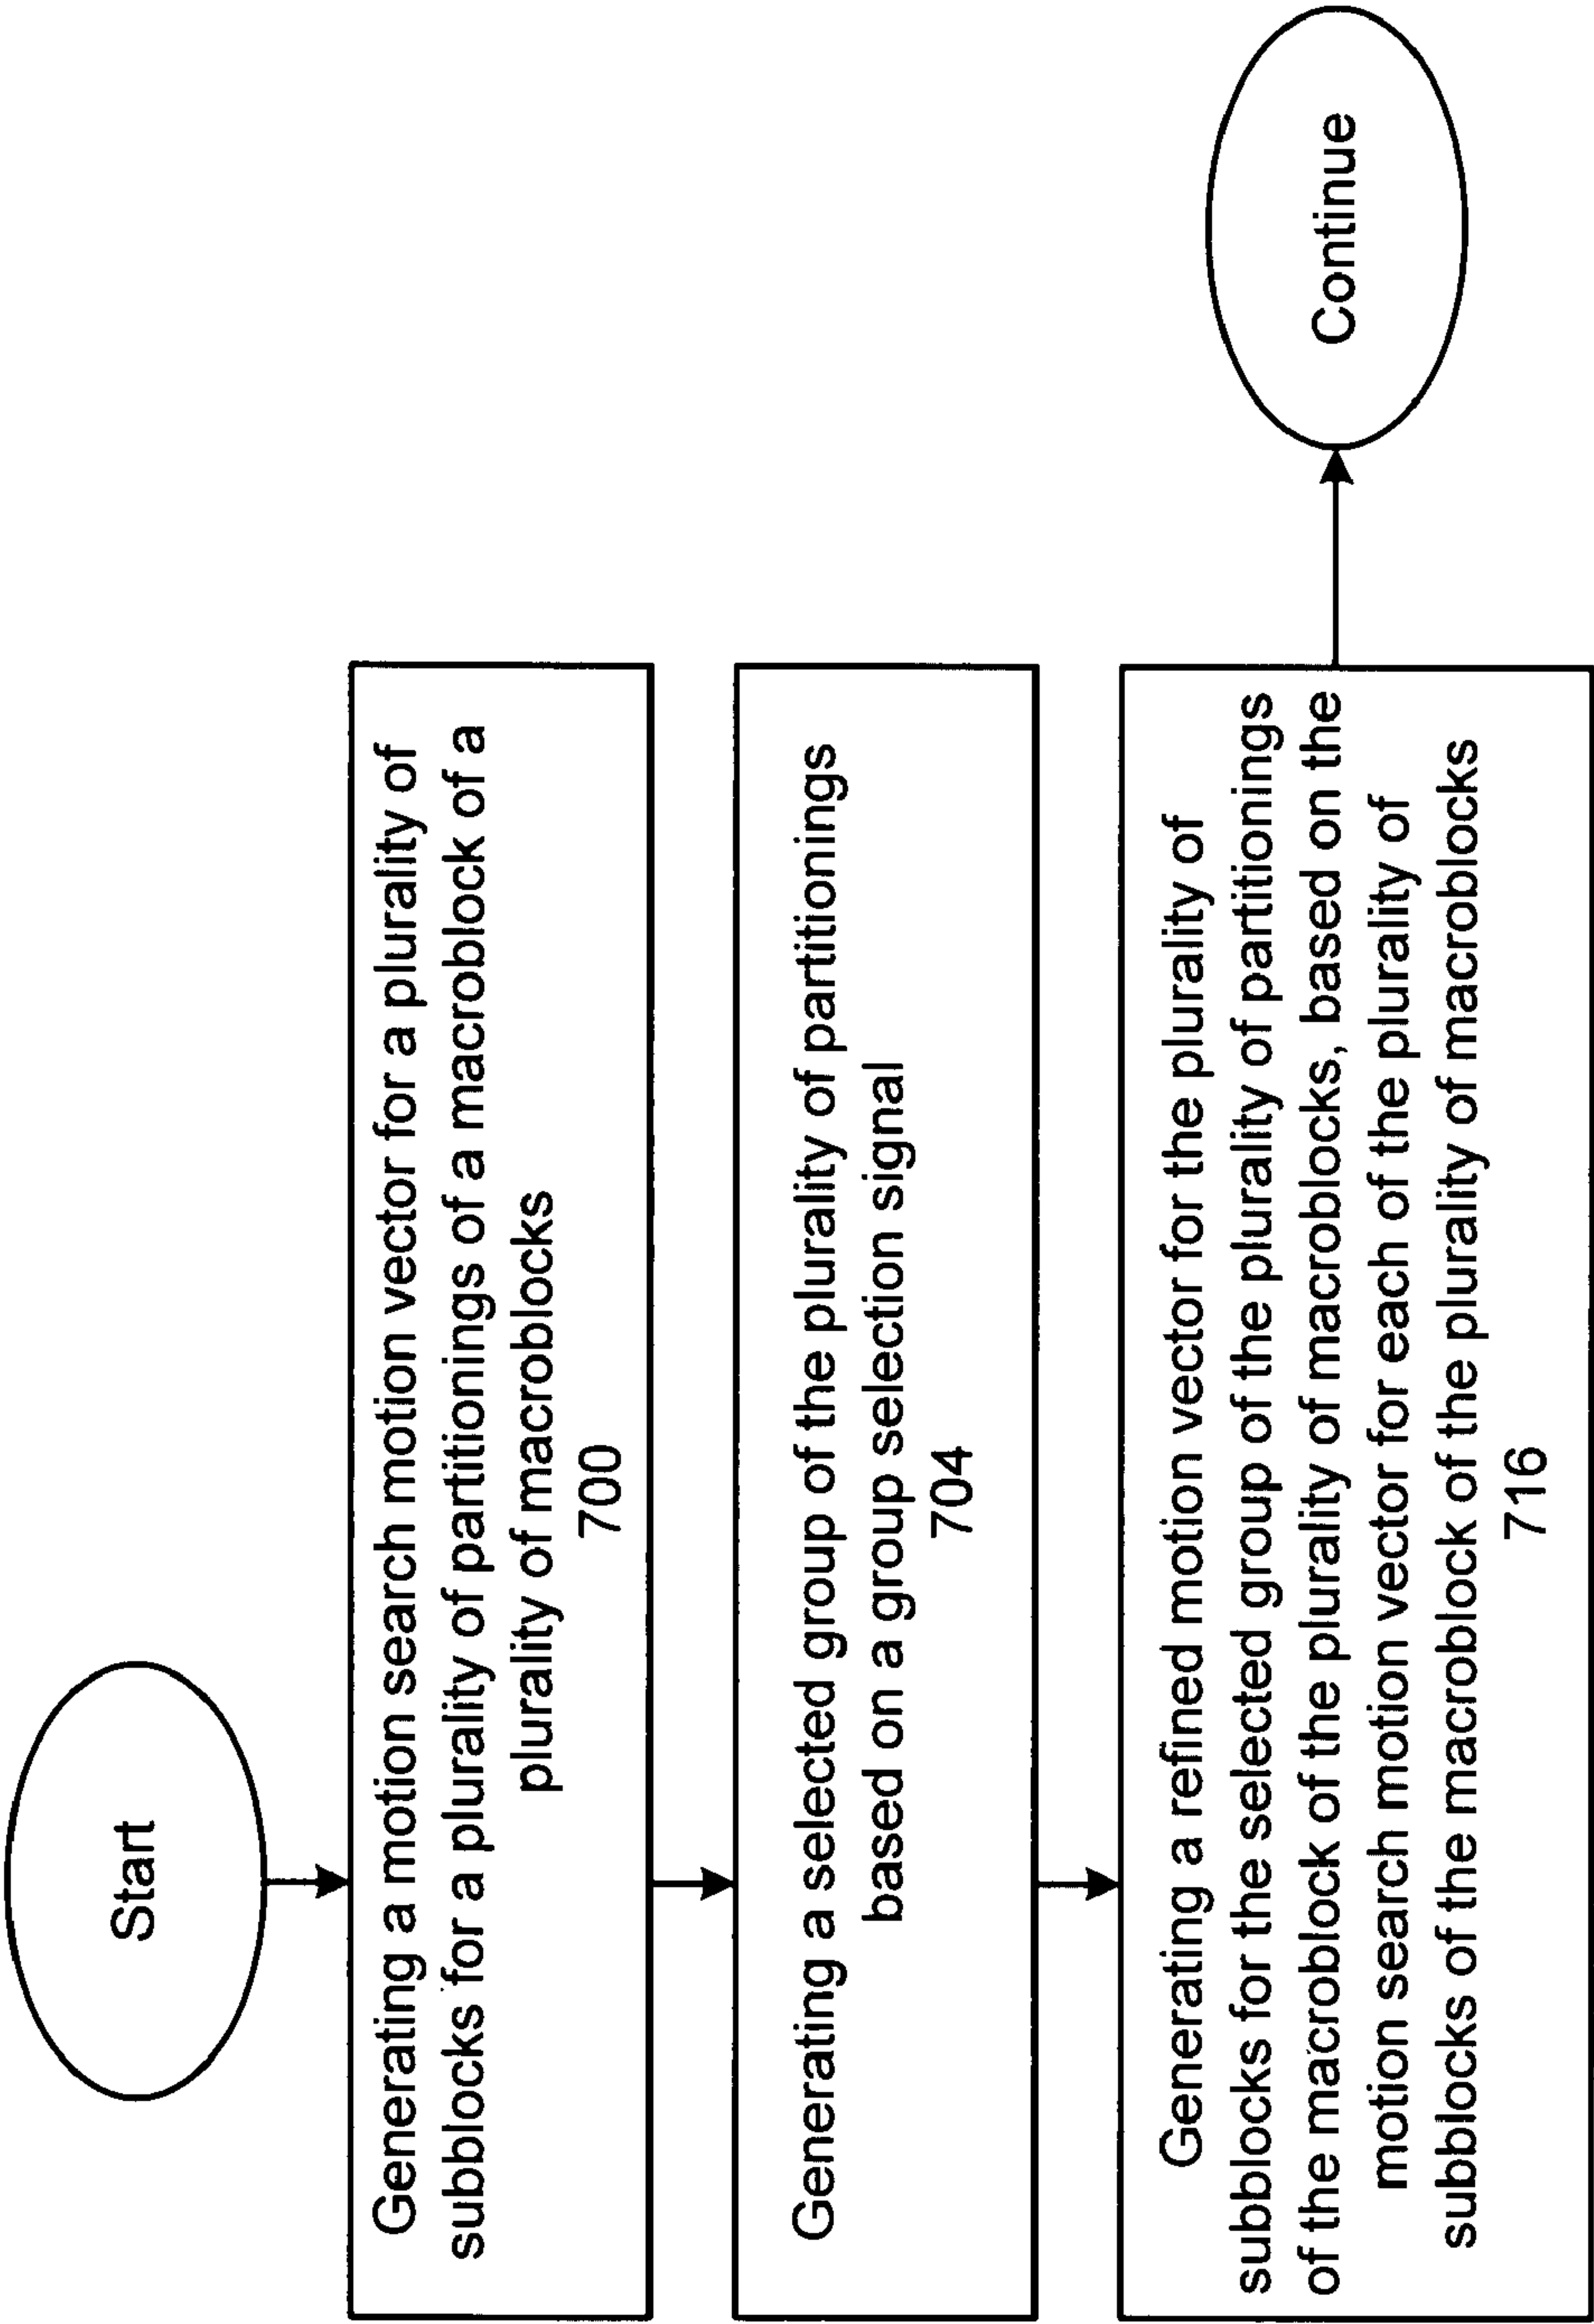 Start
Generating a motion search motion vector for a plurality of
subblocks for a plurality of partitionings of a macroblock of a
plurality of macroblocks
700
Generating a selected group of the plurality of partitionings
based on a group selection signal
704
Generating a refined motion vector for the plurality of
subblocks for the selected group of the plurality of partitionings
of the macroblock of the plurality of macroblocks, based on the
motion search motion vector for each of the plurality of
subblocks of the macroblock of the plurality of macroblocks
716
Continue